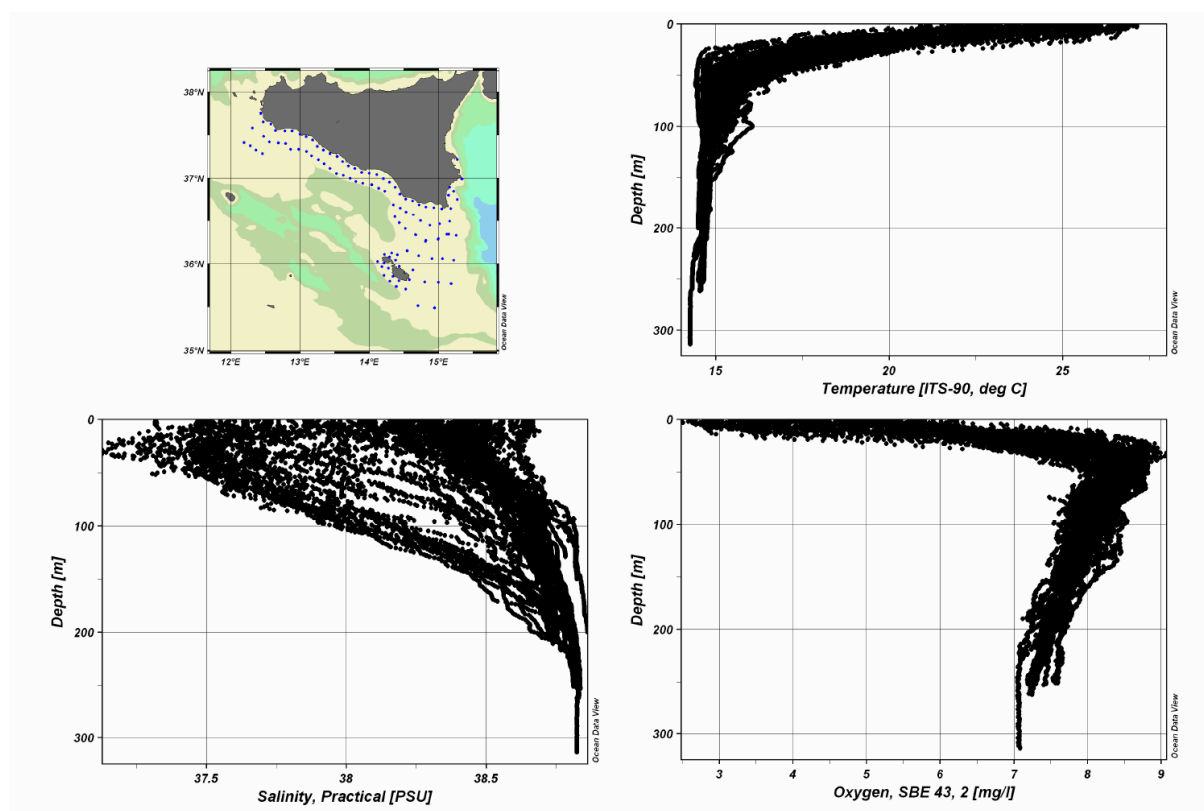 38°N
37°N
36°N
35°N
12°E 13°E 14°E 15°E
Ocean Data View
0
100
200
300
Depth [m]
15 20 25
Temperature [ITS-90, deg C]
Ocean Data View
0
100
200
300
Depth [m]
37.5 38 38.5
Salinity, Practical [PSU]
Ocean Data View
0
100
200
300
Depth [m]
3 4 5 6 7 8 9
Oxygen, SBE 43, 2 [mg/l]
Ocean Data View